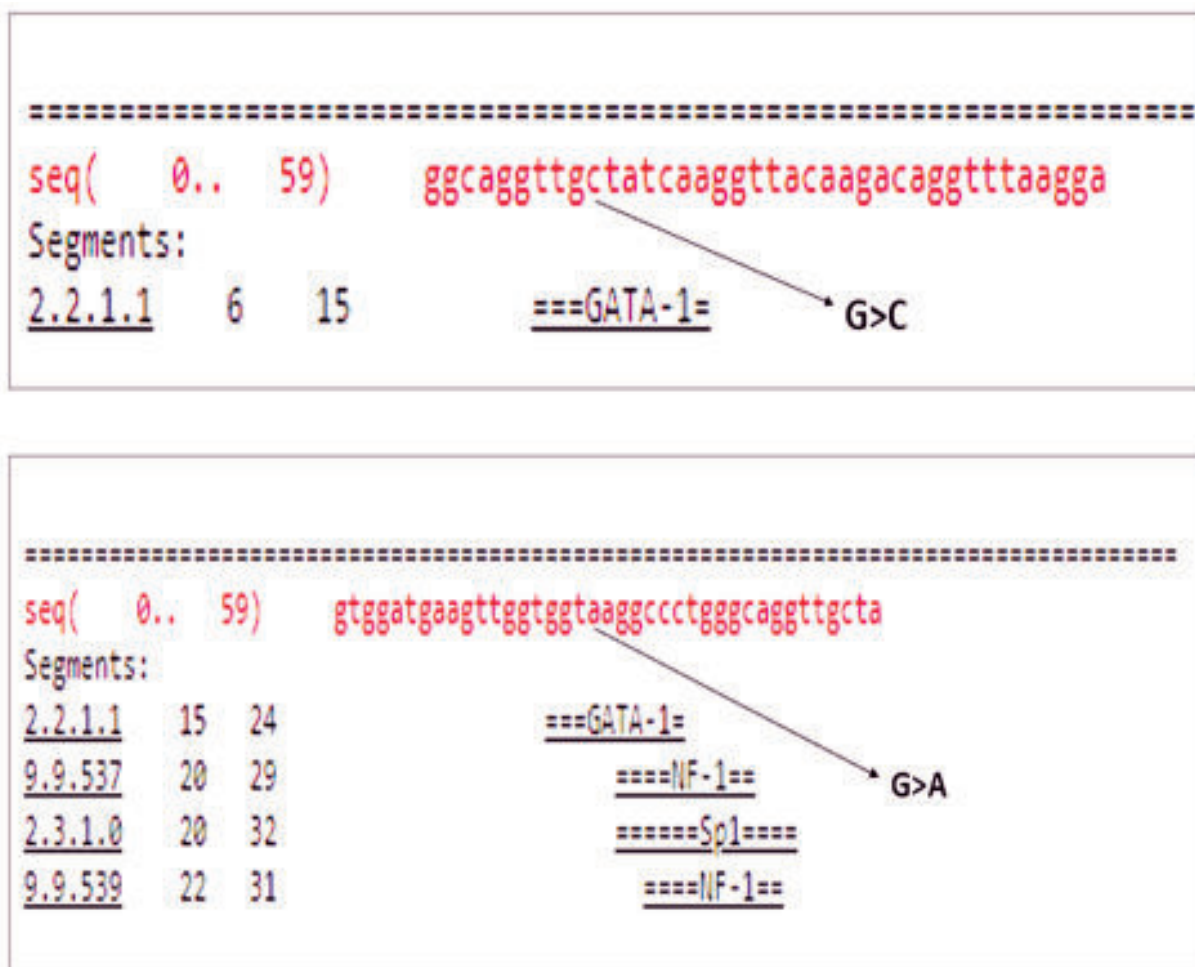 ================================================================
seq(   0..   59)   ggcaggttgctatcaaggttacaagacaggtttaagga
Segments:
2.2.1.1   6   15   ===GATA-1=
G>C
================================================================================
seq(   0..   59)   gtggatgaagttggtggtaaggccctgggcaggttgcta
Segments:
2.2.1.1   15   24   ===GATA-1=
9.9.537   20   29   ====NF-1==
G>A
2.3.1.0   20   32   ======Sp1====
9.9.539   22   31   ====NF-1==